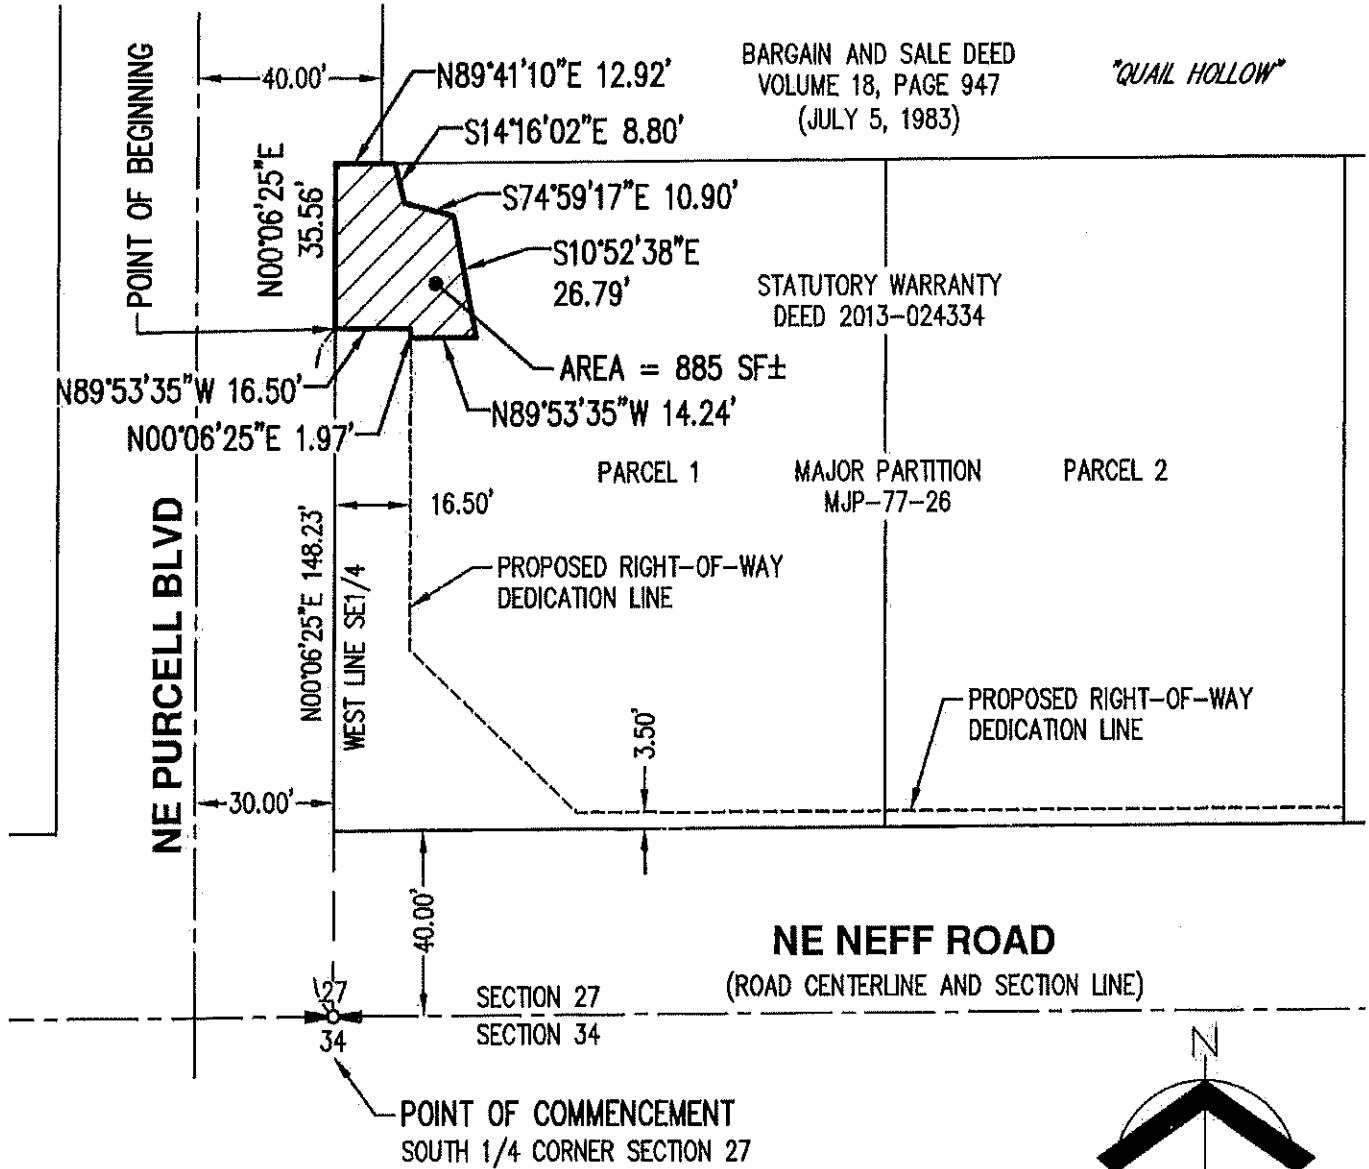 POINT OF BEGINNING
40.00'
N89°41'10"E 12.92'
BARGAIN AND SALE DEED
VOLUME 18, PAGE 947
(JULY 5, 1983)
"QUAIL HOLLOW"
S14°16'02"E 8.80'
N00°06'25"E
35.56'
S74°59'17"E 10.90'
S10°52'38"E
26.79'
STATUTORY WARRANTY
DEED 2013-024334
AREA = 885 SF±
N89°53'35"W 16.50'
N89°53'35"W 14.24'
N00°06'25"E 1.97'
PARCEL 1
MAJOR PARTITION
MJP-77-26
PARCEL 2
16.50'
NE PURCELL BLVD
N00°06'25"E 148.23'
WEST LINE SE1/4
PROPOSED RIGHT-OF-WAY
DEDICATION LINE
PROPOSED RIGHT-OF-WAY
DEDICATION LINE
3.50'
30.00'
40.00'
NE NEFF ROAD
(ROAD CENTERLINE AND SECTION LINE)
27
SECTION 27
34
SECTION 34
N
POINT OF COMMENCEMENT
SOUTH 1/4 CORNER SECTION 27